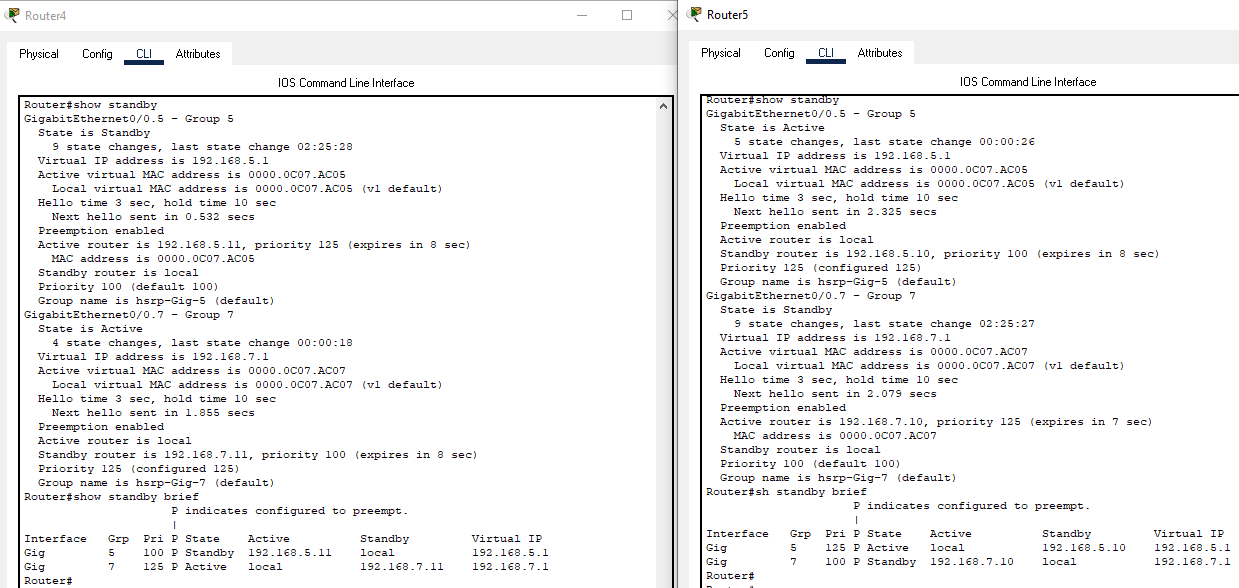 Router4
Physical Config CLI Attributes
IOS Command Line Interface
Router#show standby
GigabitEthernet0/0.5 - Group 5
State is Standby
9 state changes, last state change 02:25:28
Virtual IP address is 192.168.5.1
Active virtual MAC address is 0000.0C07.AC05
Local virtual MAC address is 0000.0C07.AC05 (v1 default)
Hello time 3 sec, hold time 10 sec
Next hello sent in 0.532 secs
Preemption enabled
Active router is 192.168.5.11, priority 125 (expires in 8 sec)
MAC address is 0000.0C07.AC05
Standby router is local
Priority 100 (default 100)
Group name is hsrp-Gig-5 (default)
GigabitEthernet0/0.7 - Group 7
State is Active
4 state changes, last state change 00:00:18
Virtual IP address is 192.168.7.1
Active virtual MAC address is 0000.0C07.AC07
Local virtual MAC address is 0000.0C07.AC07 (v1 default)
Hello time 3 sec, hold time 10 sec
Next hello sent in 1.855 secs
Preemption enabled
Active router is local
Standby router is 192.168.7.11, priority 100 (expires in 8 sec)
Priority 125 (configured 125)
Group name is hsrp-Gig-7 (default)
Router#show standby brief
P indicates configured to preempt.
|
Interface Grp Pri P State Active Standby Virtual IP
Gig 5 100 P Standby 192.168.5.11 local 192.168.5.1
Gig 7 125 P Active local 192.168.7.11 192.168.7.1
Router#
Router5
Physical Config CLI Attributes
IOS Command Line Interface
Router#show standby
GigabitEthernet0/0.5 - Group 5
State is Active
5 state changes, last state change 00:00:26
Virtual IP address is 192.168.5.1
Active virtual MAC address is 0000.0C07.AC05
Local virtual MAC address is 0000.0C07.AC05 (v1 default)
Hello time 3 sec, hold time 10 sec
Next hello sent in 2.325 secs
Preemption enabled
Active router is local
Standby router is 192.168.5.10, priority 100 (expires in 8 sec)
Priority 125 (configured 125)
Group name is hsrp-Gig-5 (default)
GigabitEthernet0/0.7 - Group 7
State is Standby
9 state changes, last state change 02:25:27
Virtual IP address is 192.168.7.1
Active virtual MAC address is 0000.0C07.AC07
Local virtual MAC address is 0000.0C07.AC07 (v1 default)
Hello time 3 sec, hold time 10 sec
Next hello sent in 2.079 secs
Preemption enabled
Active router is 192.168.7.10, priority 125 (expires in 7 sec)
MAC address is 0000.0C07.AC07
Standby router is local
Priority 100 (default 100)
Group name is hsrp-Gig-7 (default)
Router#sh standby brief
P indicates configured to preempt.
|
Interface Grp Pri P State Active Standby Virtual IP
Gig 5 125 P Active local 192.168.5.10 192.168.5.1
Gig 7 100 P Standby 192.168.7.10 local 192.168.7.1
Router#